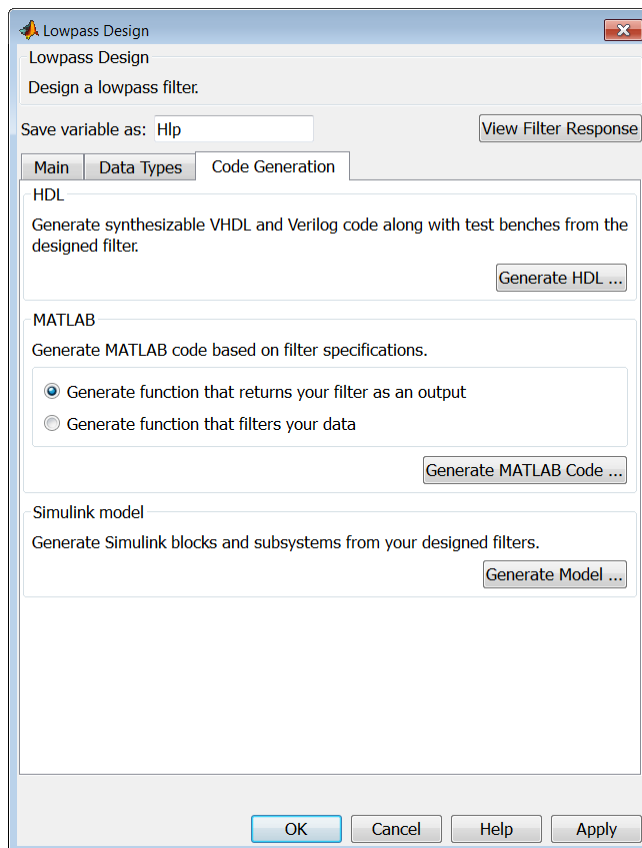 Lowpass Design
Lowpass Design
Design a lowpass filter.
Save variable as: Hlp View Filter Response
Main Data Types Code Generation
HDL
Generate synthesizable VHDL and Verilog code along with test benches from the
designed filter.
Generate HDL ...
MATLAB
Generate MATLAB code based on filter specifications.
Generate function that returns your filter as an output
Generate function that filters your data
Generate MATLAB Code ...
Simulink model
Generate Simulink blocks and subsystems from your designed filters.
Generate Model ...
OK Cancel Help Apply